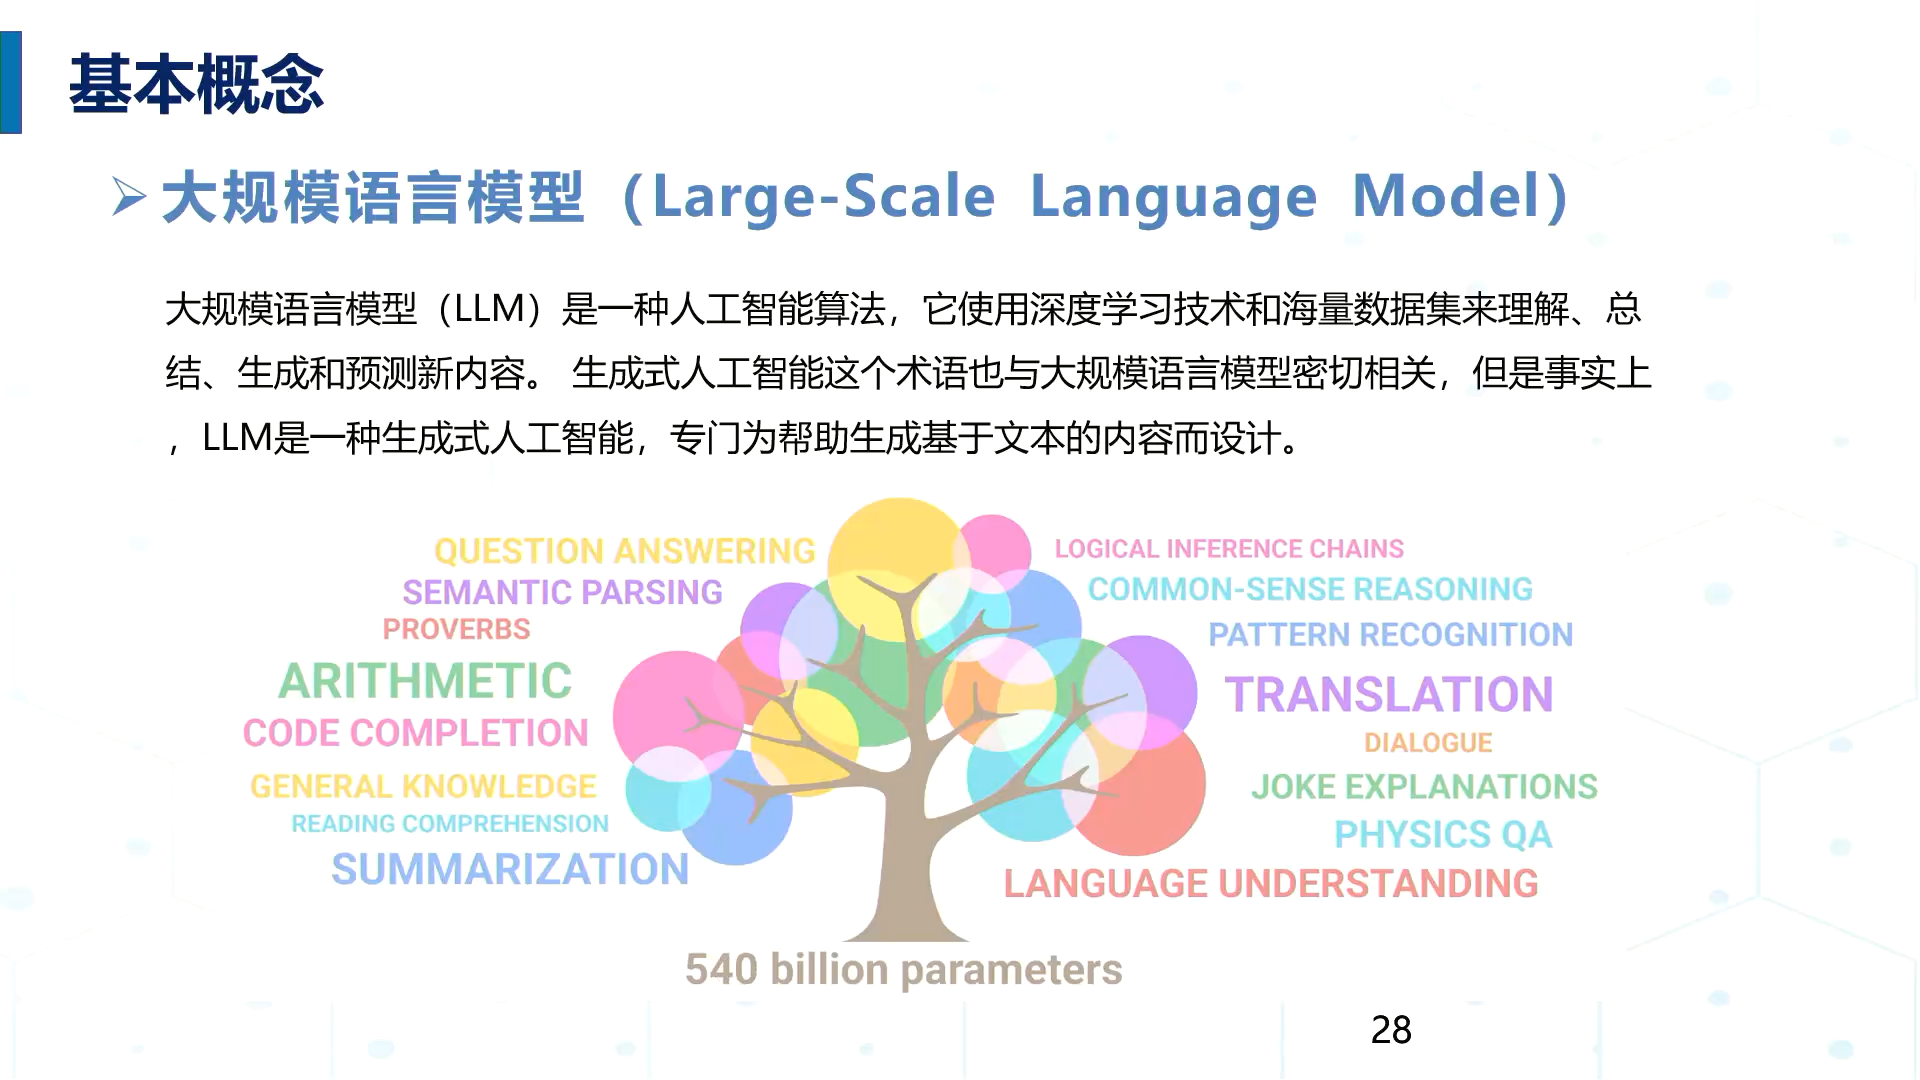 基本概念
大规模语言模型（Large-Scale Language Model）
大规模语言模型（LLM）是一种人工智能算法，它使用深度学习技术和海量数据集来理解、总
结、生成和预测新内容。 生成式人工智能这个术语也与大规模语言模型密切相关，但是事实上
，LLM是一种生成式人工智能，专门为帮助生成基于文本的内容而设计。
QUESTION ANSWERING
SEMANTIC PARSING
PROVERBS
ARITHMETIC
CODE COMPLETION
GENERAL KNOWLEDGE
READING COMPREHENSION
SUMMARIZATION
LOGICAL INFERENCE CHAINS
COMMON-SENSE REASONING
PATTERN RECOGNITION
TRANSLATION
DIALOGUE
JOKE EXPLANATIONS
PHYSICS QA
LANGUAGE UNDERSTANDING
540 billion parameters
28